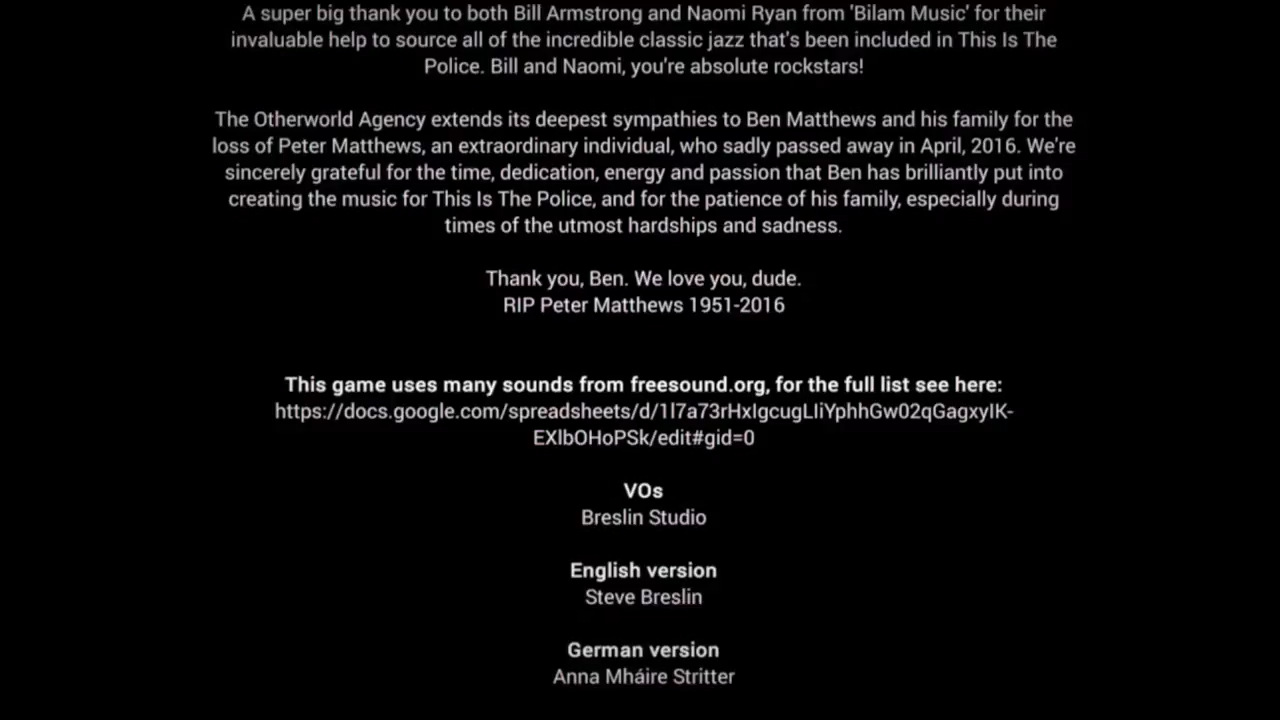 A super big thank you to both Bill Armstrong and Naomi Ryan from 'Bilam Music' for their
invaluable help to source all of the incredible classic jazz that's been included in This Is The
Police. Bill and Naomi, you're absolute rockstars!
The Otherworld Agency extends its deepest sympathies to Ben Matthews and his family for the
loss of Peter Matthews, an extraordinary individual, who sadly passed away in April, 2016. We're
sincerely grateful for the time, dedication, energy and passion that Ben has brilliantly put into
creating the music for This Is The Police, and for the patience of his family, especially during
times of the utmost hardships and sadness.
Thank you, Ben. We love you, dude.
RIP Peter Matthews 1951-2016
This game uses many sounds from freesound.org, for the full list see here:
https://docs.google.com/spreadsheets/d/1l7a73rHxIgcugLIiYphhGw02qGagxyIK-
EXlbOHoPSk/edit#gid=0
VOs
Breslin Studio
English version
Steve Breslin
German version
Anna Mháire Stritter